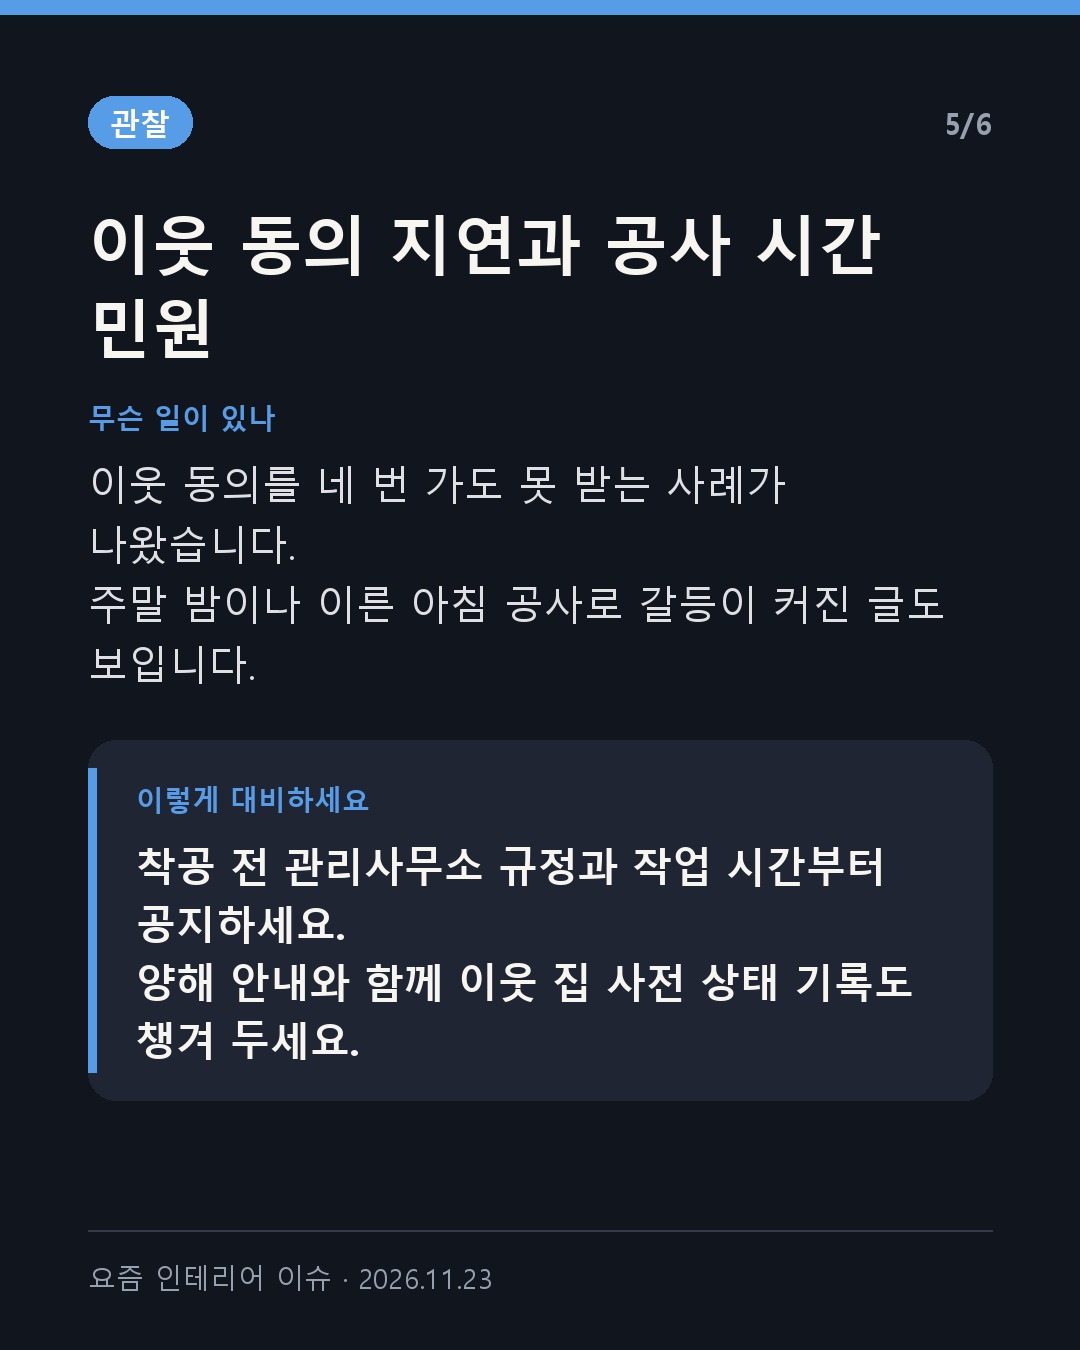 관찰
5/6
이웃 동의 지연과 공사 시간
민원
무슨 일이 있나
이웃 동의를 네 번 가도 못 받는 사례가
나왔습니다.
주말 밤이나 이른 아침 공사로 갈등이 커진 글도
보입니다.
이렇게 대비하세요
착공 전 관리사무소 규정과 작업 시간부터
공지하세요.
양해 안내와 함께 이웃 집 사전 상태 기록도
챙겨 두세요.
요즘 인테리어 이슈 · 2026.11.23